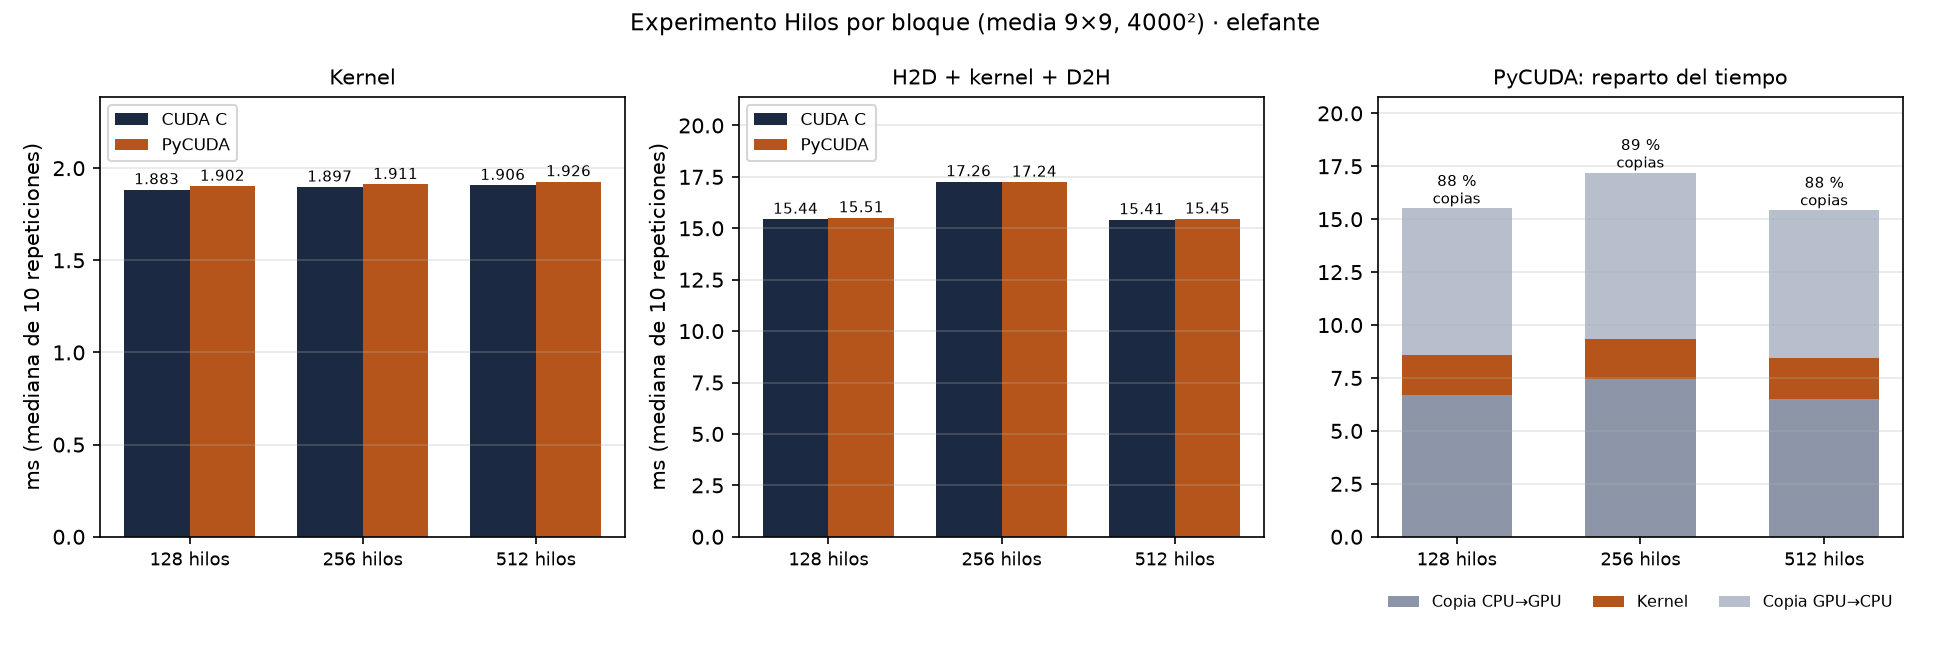 Experimento Hilos por bloque (media 9×9, 4000²) · elefante
Kernel
ms (mediana de 10 repeticiones)
2.0
1.5
1.0
0.5
0.0
CUDA C
PyCUDA
1.883
1.902
1.897
1.911
1.906
1.926
128 hilos
256 hilos
512 hilos
H2D + kernel + D2H
ms (mediana de 10 repeticiones)
20.0
17.5
15.0
12.5
10.0
7.5
5.0
2.5
0.0
CUDA C
PyCUDA
15.44
15.51
17.26
17.24
15.41
15.45
128 hilos
256 hilos
512 hilos
PyCUDA: reparto del tiempo
20.0
17.5
15.0
12.5
10.0
7.5
5.0
2.5
0.0
88 %
copias
89 %
copias
88 %
copias
128 hilos
256 hilos
512 hilos
Copia CPU→GPU
Kernel
Copia GPU→CPU